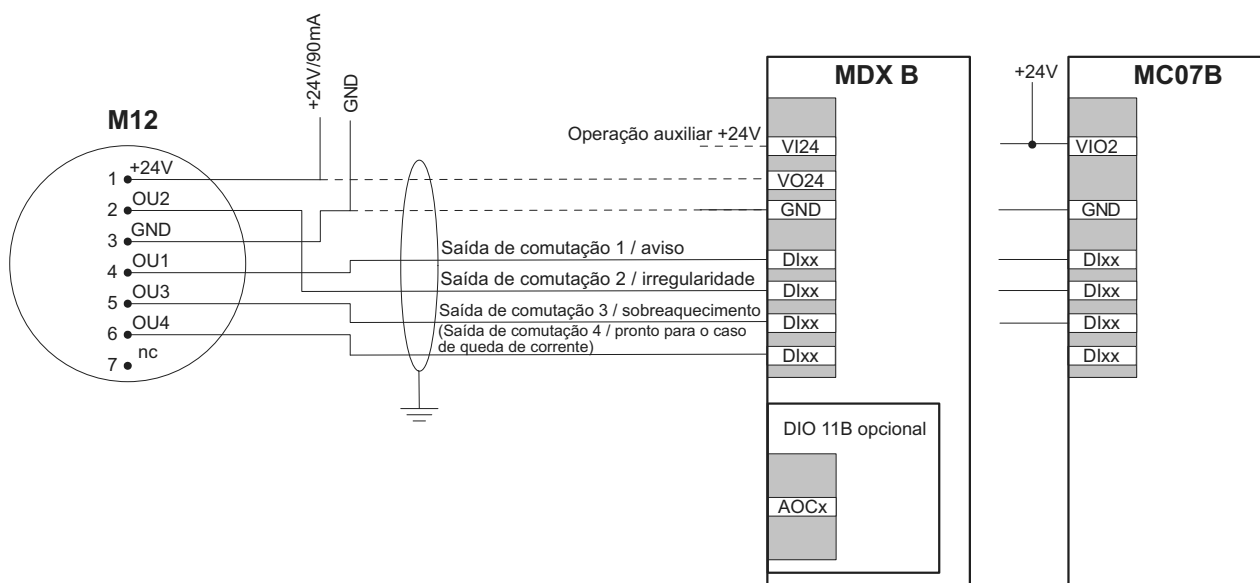 +24V/90mA
GND
M12
1 +24V
2 OU2
3 GND
4 OU1
5 OU3
6 OU4
7 nc
Operação auxiliar +24V
Saída de comutação 1 / aviso
Saída de comutação 2 / irregularidade
Saída de comutação 3 / sobreaquecimento
(Saída de comutação 4 / pronto para o caso
de queda de corrente)
MDX B
VI24
VO24
GND
DIxx
DIxx
DIxx
DIxx
DIO 11B opcional
AOCx
+24V
MC07B
VIO2
GND
DIxx
DIxx
DIxx
DIxx